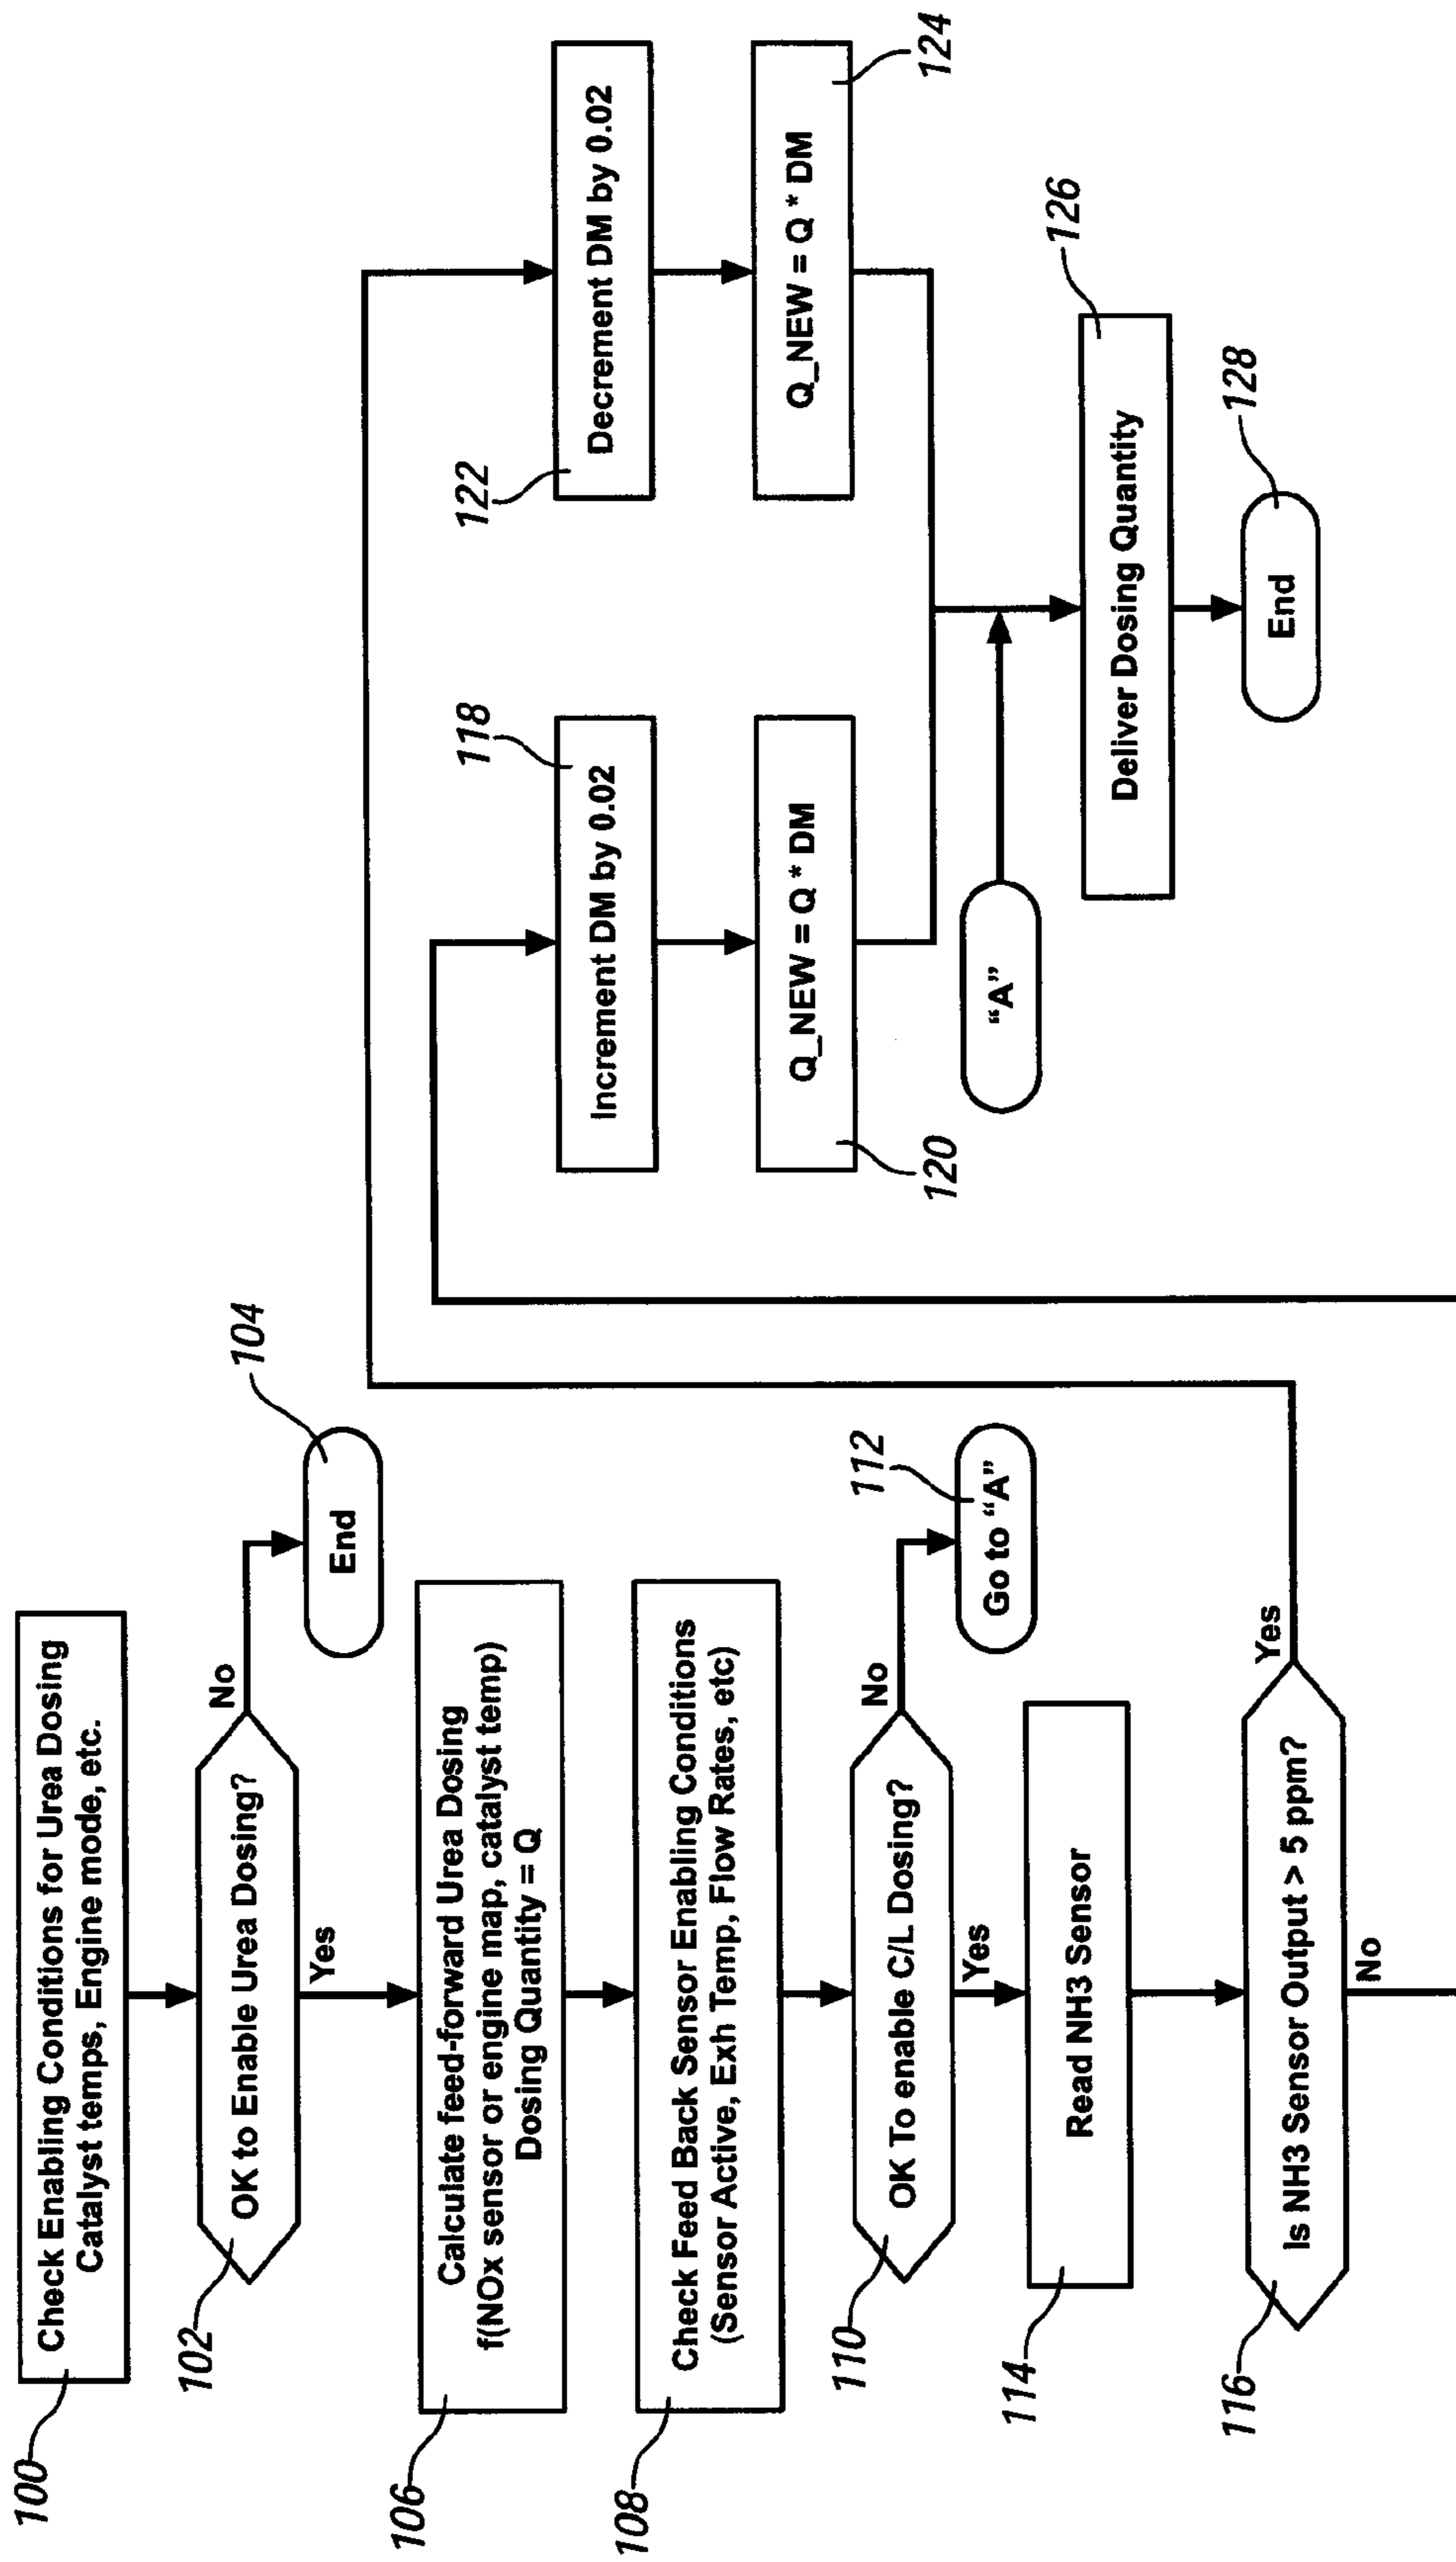 100
Check Enabling Conditions for Urea Dosing
Catalyst temps, Engine mode, etc.
102
OK to Enable Urea Dosing?
No
104
End
Yes
106
Calculate feed-forward Urea Dosing
f(NOx sensor or engine map, catalyst temp)
Dosing Quantity = Q
108
Check Feed Back Sensor Enabling Conditions
(Sensor Active, Exh Temp, Flow Rates, etc)
110
OK To enable C/L Dosing?
No
112
Go to “A”
Yes
114
Read NH3 Sensor
116
Is NH3 Sensor Output > 5 ppm?
Yes
No
118
Increment DM by 0.02
120
Q_NEW = Q * DM
122
Decrement DM by 0.02
124
Q_NEW = Q * DM
“A”
126
Deliver Dosing Quantity
128
End